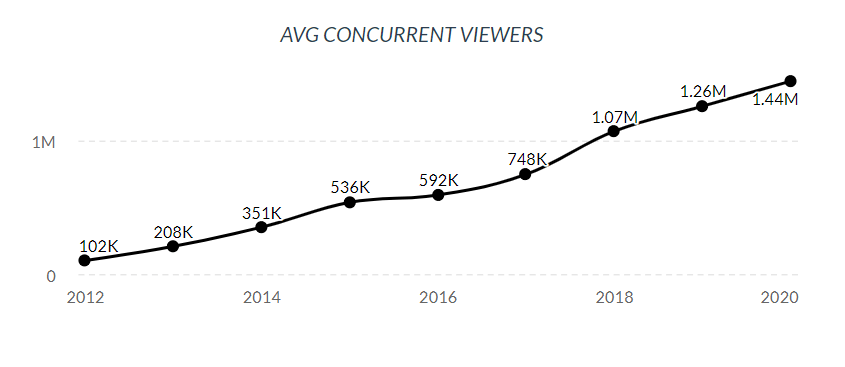 AVG CONCURRENT VIEWERS
1.44M
1.26M
1.07M
1M
748K
592K
536K
351K
208K
102K
0
2012 2014 2016 2018 2020